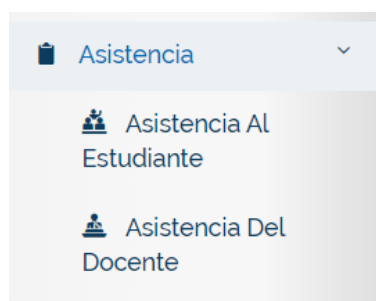 Asistencia
Asistencia Al
Estudiante
Asistencia Del
Docente